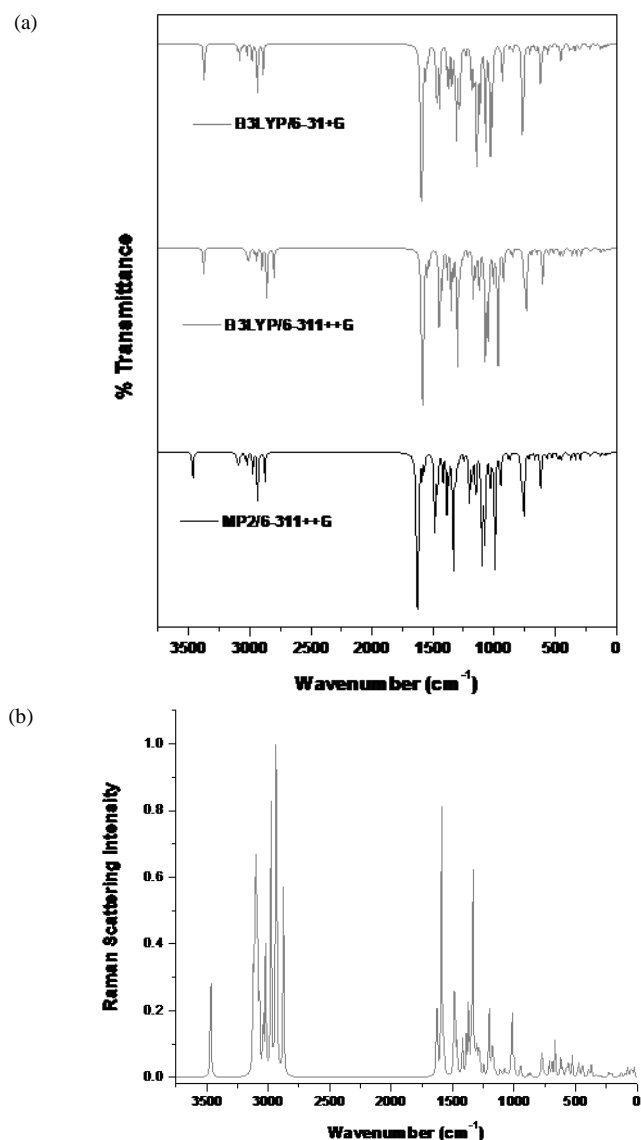 (a)
B3LYP/6-31+G
B3LYP/6-311++G
MP2/6-311++G
% Transmittance
3500 3000 2500 2000 1500 1000 500 0
Wavenumber (cm⁻¹)
(b)
1.0
0.8
0.6
0.4
0.2
0.0
Raman Scattering Intensity
3500 3000 2500 2000 1500 1000 500 0
Wavenumber (cm⁻¹)